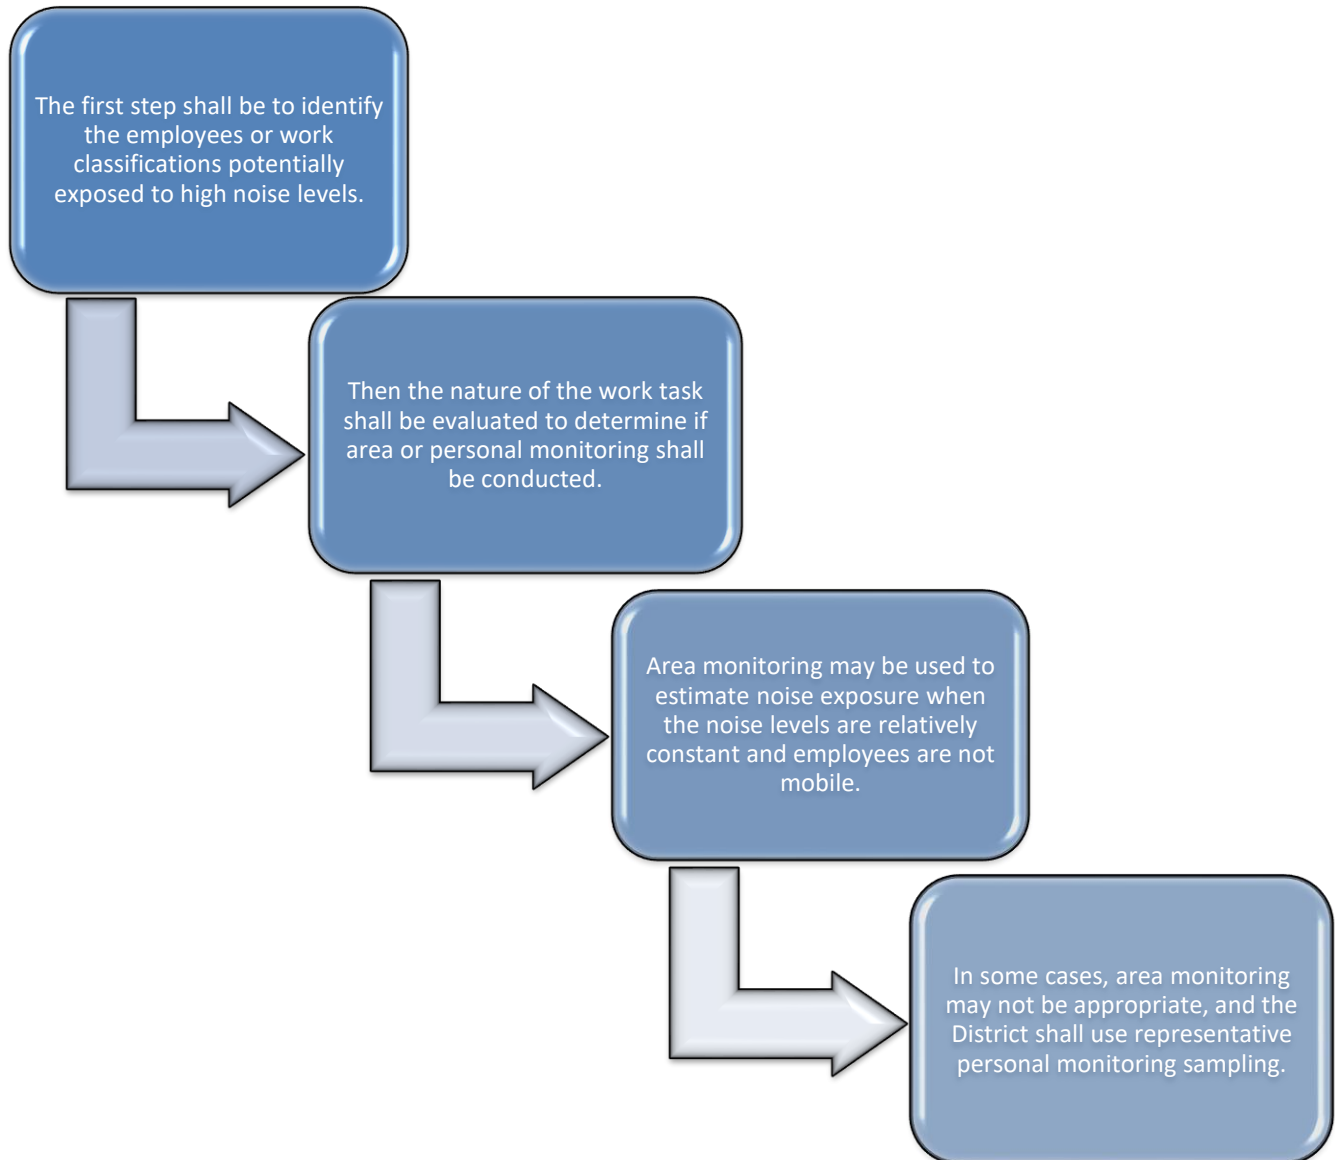 The first step shall be to identify
the employees or work
classifications potentially
exposed to high noise levels.
Then the nature of the work task
shall be evaluated to determine if
area or personal monitoring shall
be conducted.
Area monitoring may be used to
estimate noise exposure when
the noise levels are relatively
constant and employees are not
mobile.
In some cases, area monitoring
may not be appropriate, and the
District shall use representative
personal monitoring sampling.